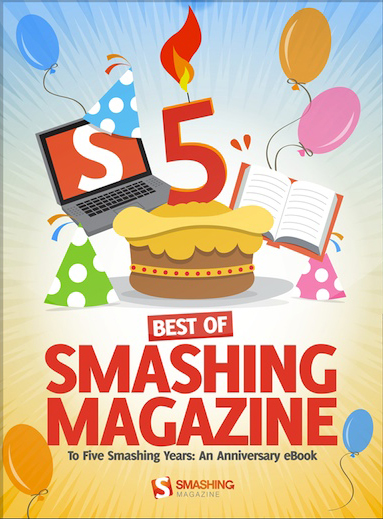 S
5
BEST OF
SMASHING
MAGAZINE
To Five Smashing Years: An Anniversary eBook
S SMASHING
MAGAZINE